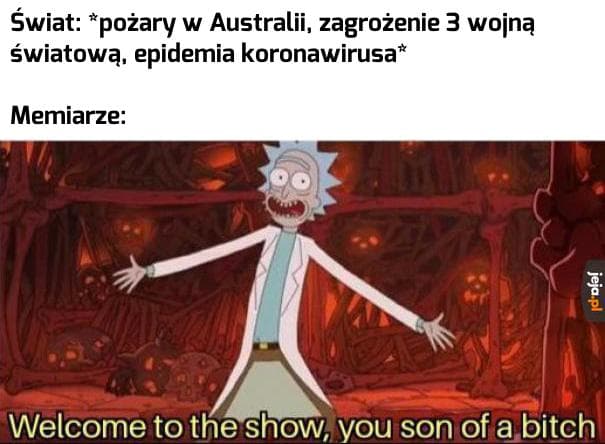 Świat: *pożary w Australii, zagrożenie 3 wojną
światową, epidemia koronawirusa*
Memiarze:
jeja.pl
Welcome to the show, you son of a bitch